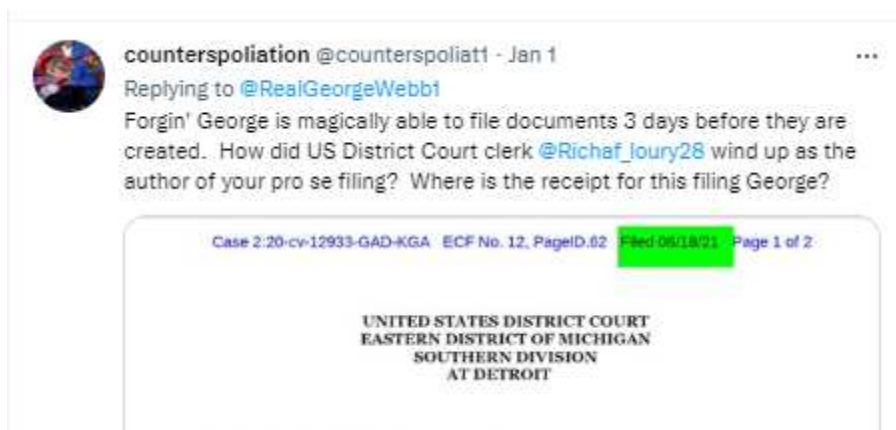 counterspoliation @counterspoliat1 · Jan 1
Replying to @RealGeorgeWebb1
Forgin' George is magically able to file documents 3 days before they are
created.  How did US District Court clerk @Richaf_loury28 wind up as the
author of your pro se filing?  Where is the receipt for this filing George?
Case 2:20-cv-12933-GAD-KGA   ECF No. 12, PageID.62   Filed 06/18/21   Page 1 of 2
UNITED STATES DISTRICT COURT
EASTERN DISTRICT OF MICHIGAN
SOUTHERN DIVISION
AT DETROIT